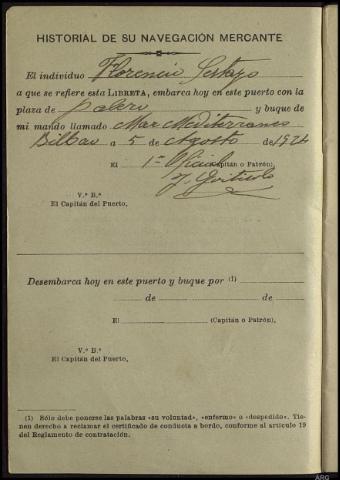 HISTORIAL DE SU NAVEGACIÓN MERCANTE
El individuo Florencio
a que se refiere esta LIBRETA, embarca hoy en este puerto con la
plaza de palero y buque de
mi mando llamado Mar Mediterraneo
Bilbao a 5 de Agosto de 1924
El 1er Oficial (Capitán o Patrón),
V.º B.º
El Capitán del Puerto,
Desembarca hoy en este puerto y buque por (1)
de de
El (Capitán o Patrón),
V.º B.º
El Capitán del Puerto,
(1) Sólo debe ponerse las palabras «su voluntad», «enfermo» o «despedido». Tie-
nen derecho a reclamar el certificado de conducta a bordo, conforme al artículo 19
del Reglamento de contratación.
ARG